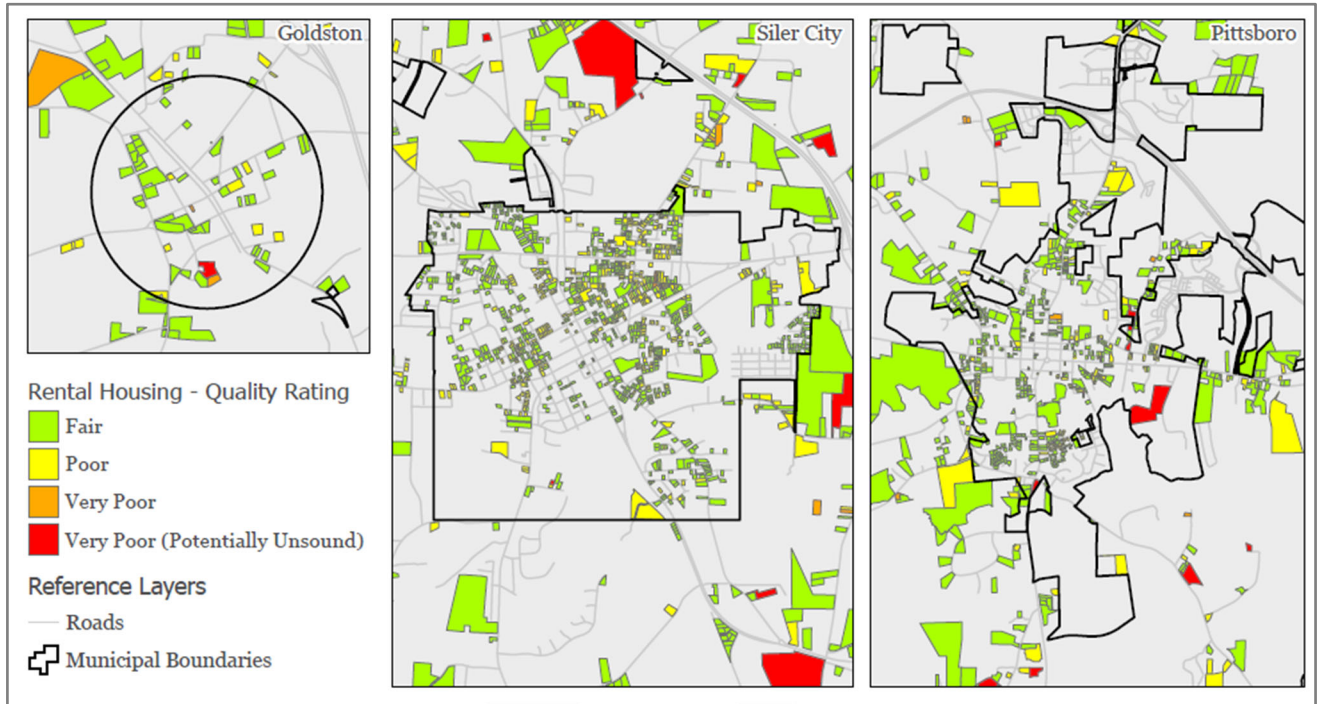 Goldston
Siler City
Pittsboro
Rental Housing - Quality Rating
Fair
Poor
Very Poor
Very Poor (Potentially Unsound)
Reference Layers
Roads
Municipal Boundaries